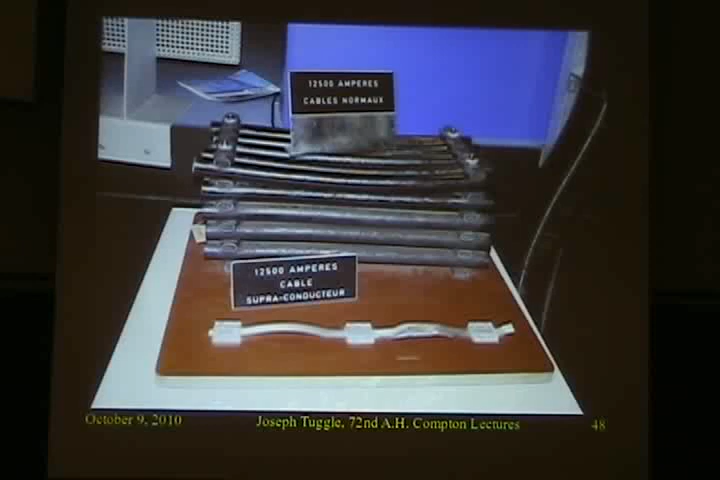 12500 AMPERES
CABLES NORMAUX
12500 AMPERES
CABLE
SUPRA-CONDUCTEUR
October 9, 2010
Joseph Tuggle, 72nd A.H. Compton Lectures
48